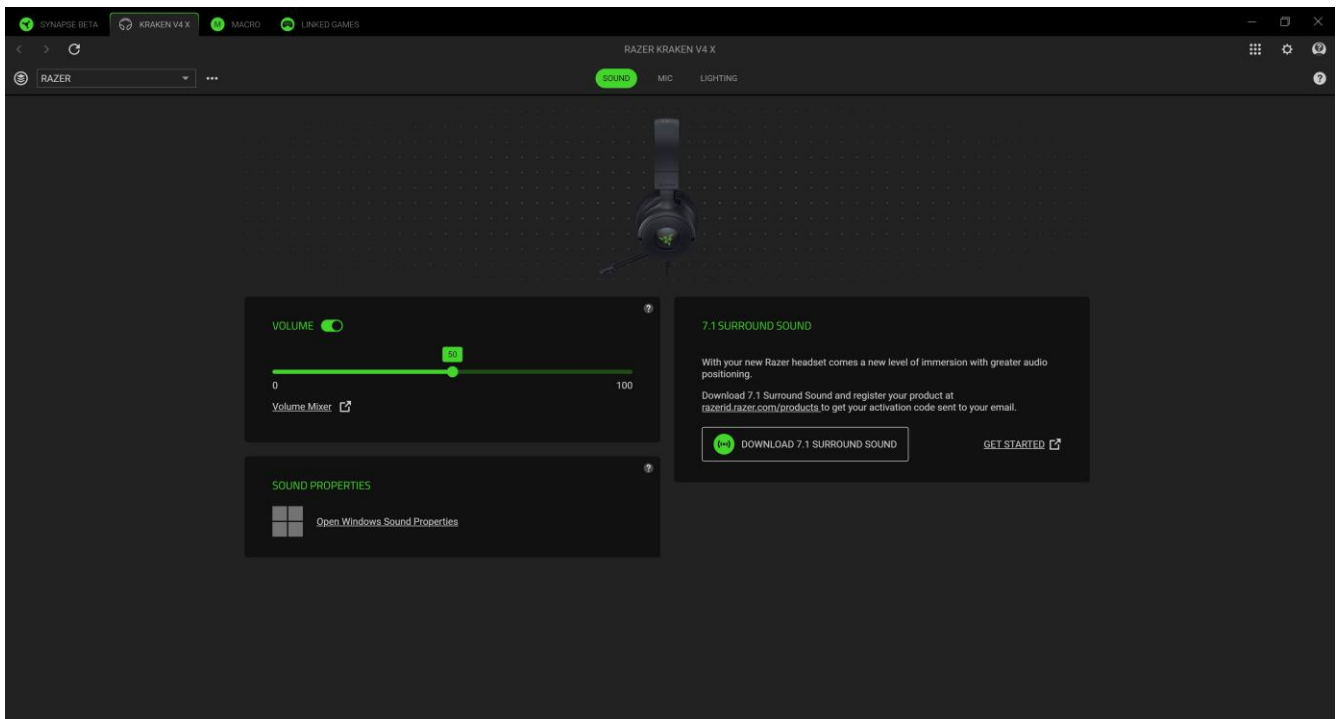 SYNAPSE BETA KRAKEN V4 X M MACRO LINKED GAMES
RAZER KRAKEN V4 X
RAZER SOUND MIC LIGHTING
VOLUME
50
0 100
Volume Mixer
SOUND PROPERTIES
Open Windows Sound Properties
7.1 SURROUND SOUND
With your new Razer headset comes a new level of immersion with greater audio
positioning.
Download 7.1 Surround Sound and register your product at
razerid.razer.com/products to get your activation code sent to your email.
DOWNLOAD 7.1 SURROUND SOUND GET STARTED